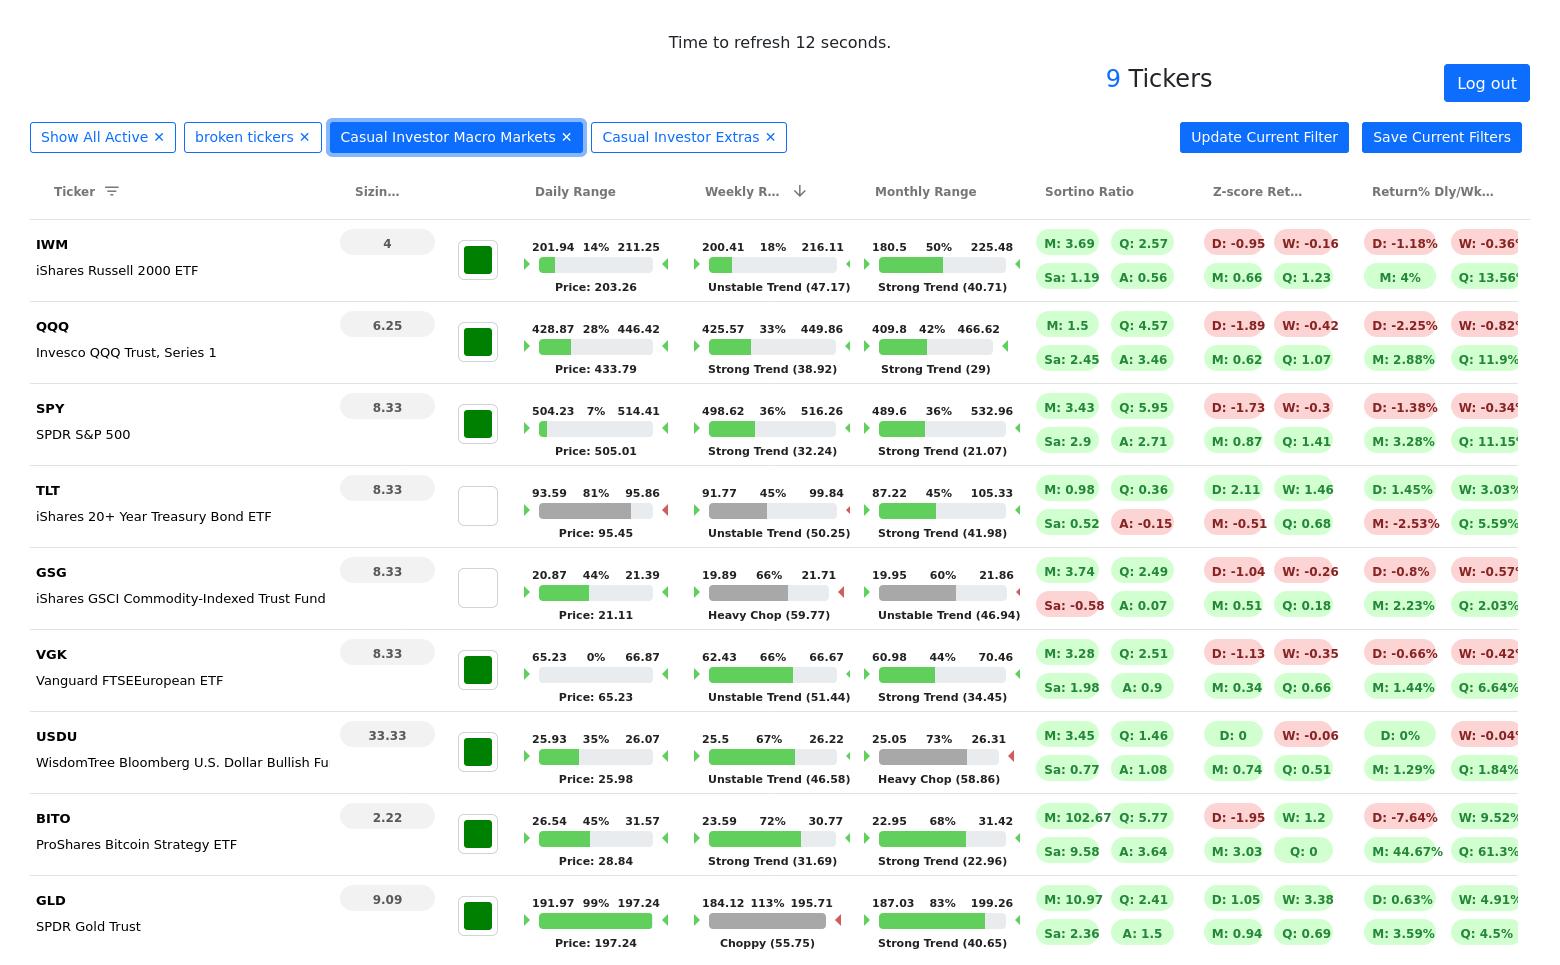 Time to refresh 12 seconds.
9 Tickers
Log out
Show All Active ✕ broken tickers ✕ Casual Investor Macro Markets ✕ Casual Investor Extras ✕ Update Current Filter Save Current Filters
Ticker Sizin... Daily Range Weekly R... Monthly Range Sortino Ratio Z-score Ret... Return% Dly/Wk...
IWM 4 M: 3.69 Q: 2.57 D: -0.95 W: -0.16 D: -1.18% W: -0.36%
201.94 14% 211.25 200.41 18% 216.11 180.5 50% 225.48
iShares Russell 2000 ETF Sa: 1.19 A: 0.56 M: 0.66 Q: 1.23 M: 4% Q: 13.56%
Price: 203.26 Unstable Trend (47.17) Strong Trend (40.71)
QQQ 6.25 M: 1.5 Q: 4.57 D: -1.89 W: -0.42 D: -2.25% W: -0.82%
428.87 28% 446.42 425.57 33% 449.86 409.8 42% 466.62
Invesco QQQ Trust, Series 1 Sa: 2.45 A: 3.46 M: 0.62 Q: 1.07 M: 2.88% Q: 11.9%
Price: 433.79 Strong Trend (38.92) Strong Trend (29)
SPY 8.33 M: 3.43 Q: 5.95 D: -1.73 W: -0.3 D: -1.38% W: -0.34%
504.23 7% 514.41 498.62 36% 516.26 489.6 36% 532.96
SPDR S&P 500 Sa: 2.9 A: 2.71 M: 0.87 Q: 1.41 M: 3.28% Q: 11.15%
Price: 505.01 Strong Trend (32.24) Strong Trend (21.07)
TLT 8.33 M: 0.98 Q: 0.36 D: 2.11 W: 1.46 D: 1.45% W: 3.03%
93.59 81% 95.86 91.77 45% 99.84 87.22 45% 105.33
iShares 20+ Year Treasury Bond ETF Sa: 0.52 A: -0.15 M: -0.51 Q: 0.68 M: -2.53% Q: 5.59%
Price: 95.45 Unstable Trend (50.25) Strong Trend (41.98)
GSG 8.33 M: 3.74 Q: 2.49 D: -1.04 W: -0.26 D: -0.8% W: -0.57%
20.87 44% 21.39 19.89 66% 21.71 19.95 60% 21.86
iShares GSCI Commodity-Indexed Trust Fund Sa: -0.58 A: 0.07 M: 0.51 Q: 0.18 M: 2.23% Q: 2.03%
Price: 21.11 Heavy Chop (59.77) Unstable Trend (46.94)
VGK 8.33 M: 3.28 Q: 2.51 D: -1.13 W: -0.35 D: -0.66% W: -0.42%
65.23 0% 66.87 62.43 66% 66.67 60.98 44% 70.46
Vanguard FTSEEuropean ETF Sa: 1.98 A: 0.9 M: 0.34 Q: 0.66 M: 1.44% Q: 6.64%
Price: 65.23 Unstable Trend (51.44) Strong Trend (34.45)
USDU 33.33 M: 3.45 Q: 1.46 D: 0 W: -0.06 D: 0% W: -0.04%
25.93 35% 26.07 25.5 67% 26.22 25.05 73% 26.31
WisdomTree Bloomberg U.S. Dollar Bullish Fu Sa: 0.77 A: 1.08 M: 0.74 Q: 0.51 M: 1.29% Q: 1.84%
Price: 25.98 Unstable Trend (46.58) Heavy Chop (58.86)
BITO 2.22 M: 102.67 Q: 5.77 D: -1.95 W: 1.2 D: -7.64% W: 9.52%
26.54 45% 31.57 23.59 72% 30.77 22.95 68% 31.42
ProShares Bitcoin Strategy ETF Sa: 9.58 A: 3.64 M: 3.03 Q: 0 M: 44.67% Q: 61.3%
Price: 28.84 Strong Trend (31.69) Strong Trend (22.96)
GLD 9.09 M: 10.97 Q: 2.41 D: 1.05 W: 3.38 D: 0.63% W: 4.91%
191.97 99% 197.24 184.12 113% 195.71 187.03 83% 199.26
SPDR Gold Trust Sa: 2.36 A: 1.5 M: 0.94 Q: 0.69 M: 3.59% Q: 4.5%
Price: 197.24 Choppy (55.75) Strong Trend (40.65)